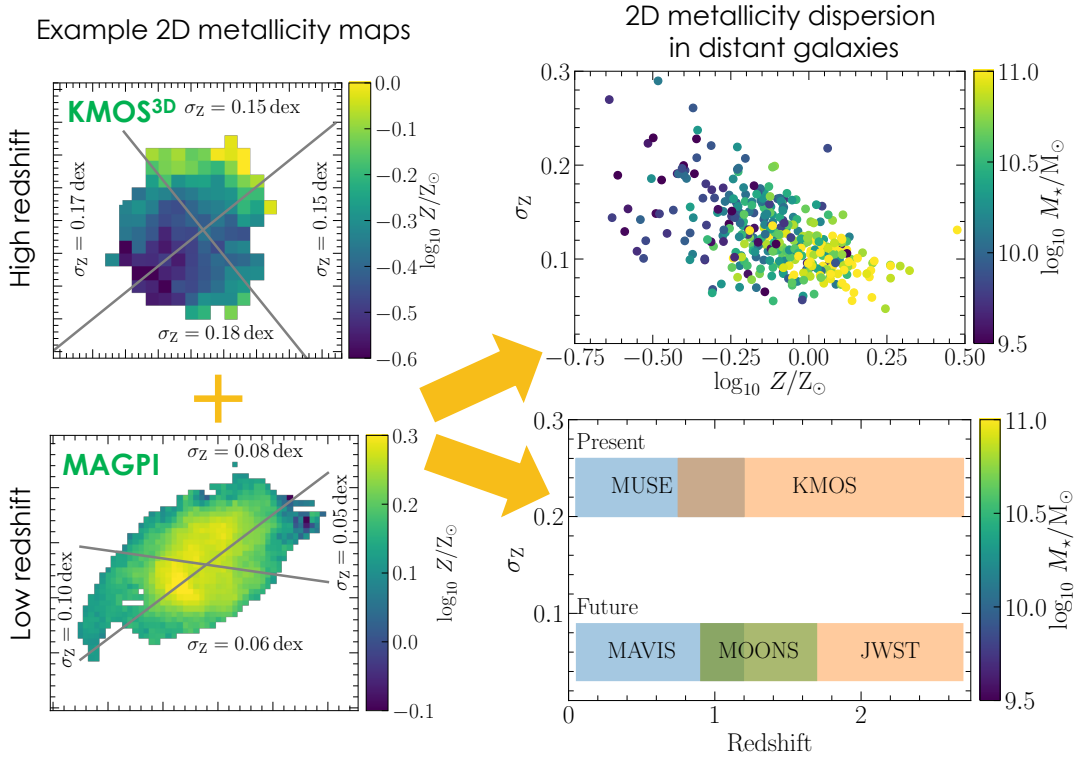 Example 2D metallicity maps
2D metallicity dispersion
in distant galaxies
High redshift
KMOS3D
σZ = 0.15 dex
σZ = 0.17 dex
σZ = 0.15 dex
σZ = 0.18 dex
0.0
−0.1
−0.2
−0.3
−0.4
−0.5
−0.6
log10 Z/Z⊙
+
Low redshift
MAGPI
σZ = 0.08 dex
σZ = 0.05 dex
σZ = 0.10 dex
σZ = 0.06 dex
0.3
0.2
0.1
0.0
−0.1
log10 Z/Z⊙
0.3
0.2
0.1
σZ
−0.75 −0.50 −0.25 0.00 0.25 0.50
log10 Z/Z⊙
11.0
10.5
10.0
9.5
log10 M⋆/M⊙
0.3
0.2
0.1
σZ
Present
MUSE KMOS
Future
MAVIS MOONS JWST
0 1 2
Redshift
11.0
10.5
10.0
9.5
log10 M⋆/M⊙